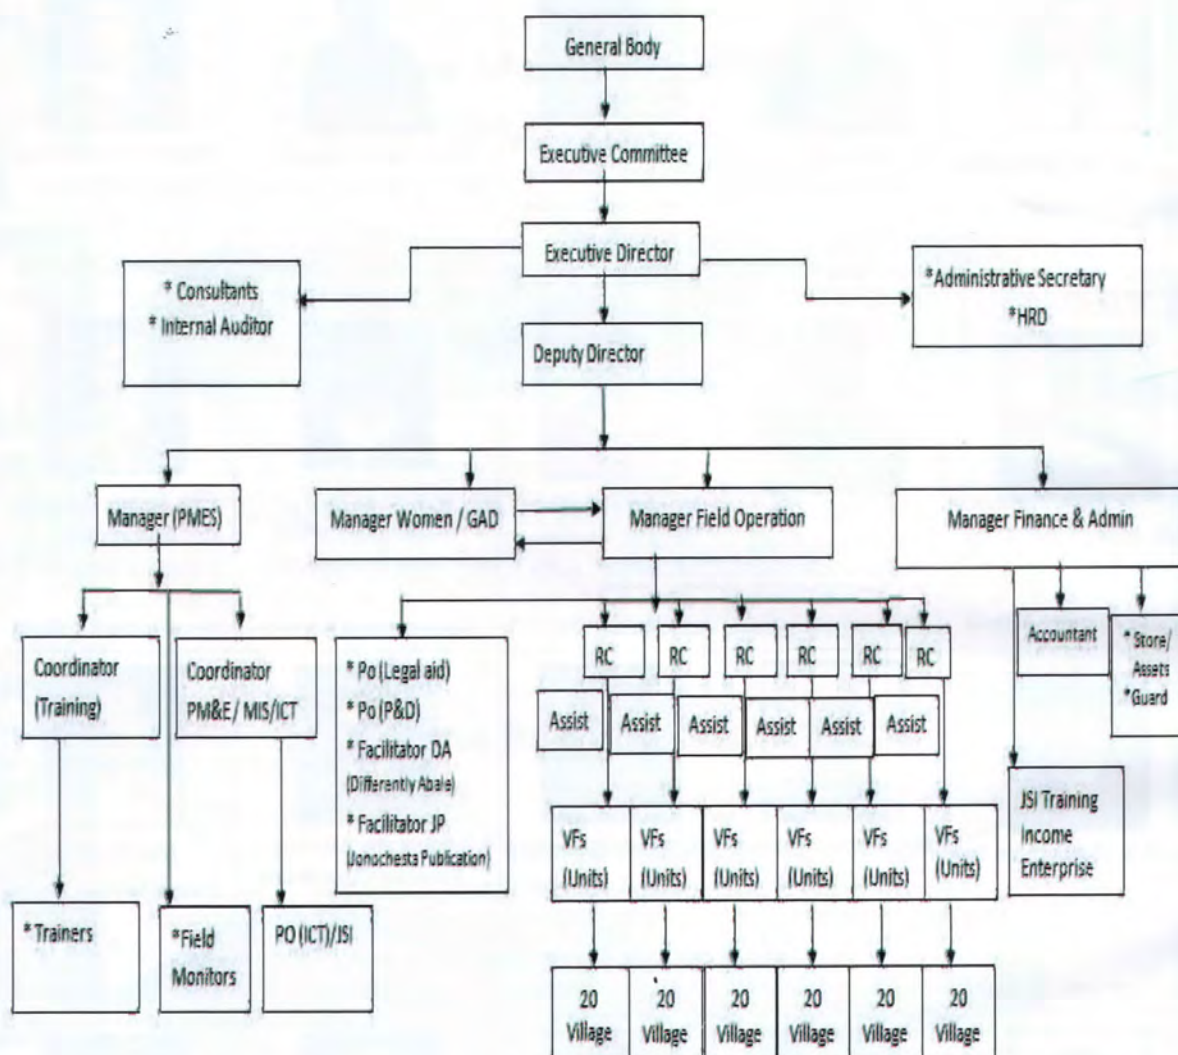 General Body
Executive Committee
Executive Director
* Consultants
* Internal Auditor
*Administrative Secretary
*HRD
Deputy Director
Manager (PMES)
Manager Women / GAD
Manager Field Operation
Manager Finance & Admin
Coordinator
(Training)
Coordinator
PM&E / MIS/ICT
* Po (Legal aid)
* Po (P&D)
* Facilitator DA
(Differently Abale)
* Facilitator JP
(Jonochesta Publication)
RC
RC
RC
RC
RC
RC
Accountant
* Store/
Assets
*Guard
Assist
Assist
Assist
Assist
Assist
Assist
JSI Training
Income
Enterprise
VFs
(Units)
VFs
(Units)
VFs
(Units)
VFs
(Units)
VFs
(Units)
VFs
(Units)
* Trainers
*Field
Monitors
PO (ICT)/JSI
20
Village
20
Village
20
Village
20
Village
20
Village
20
Village